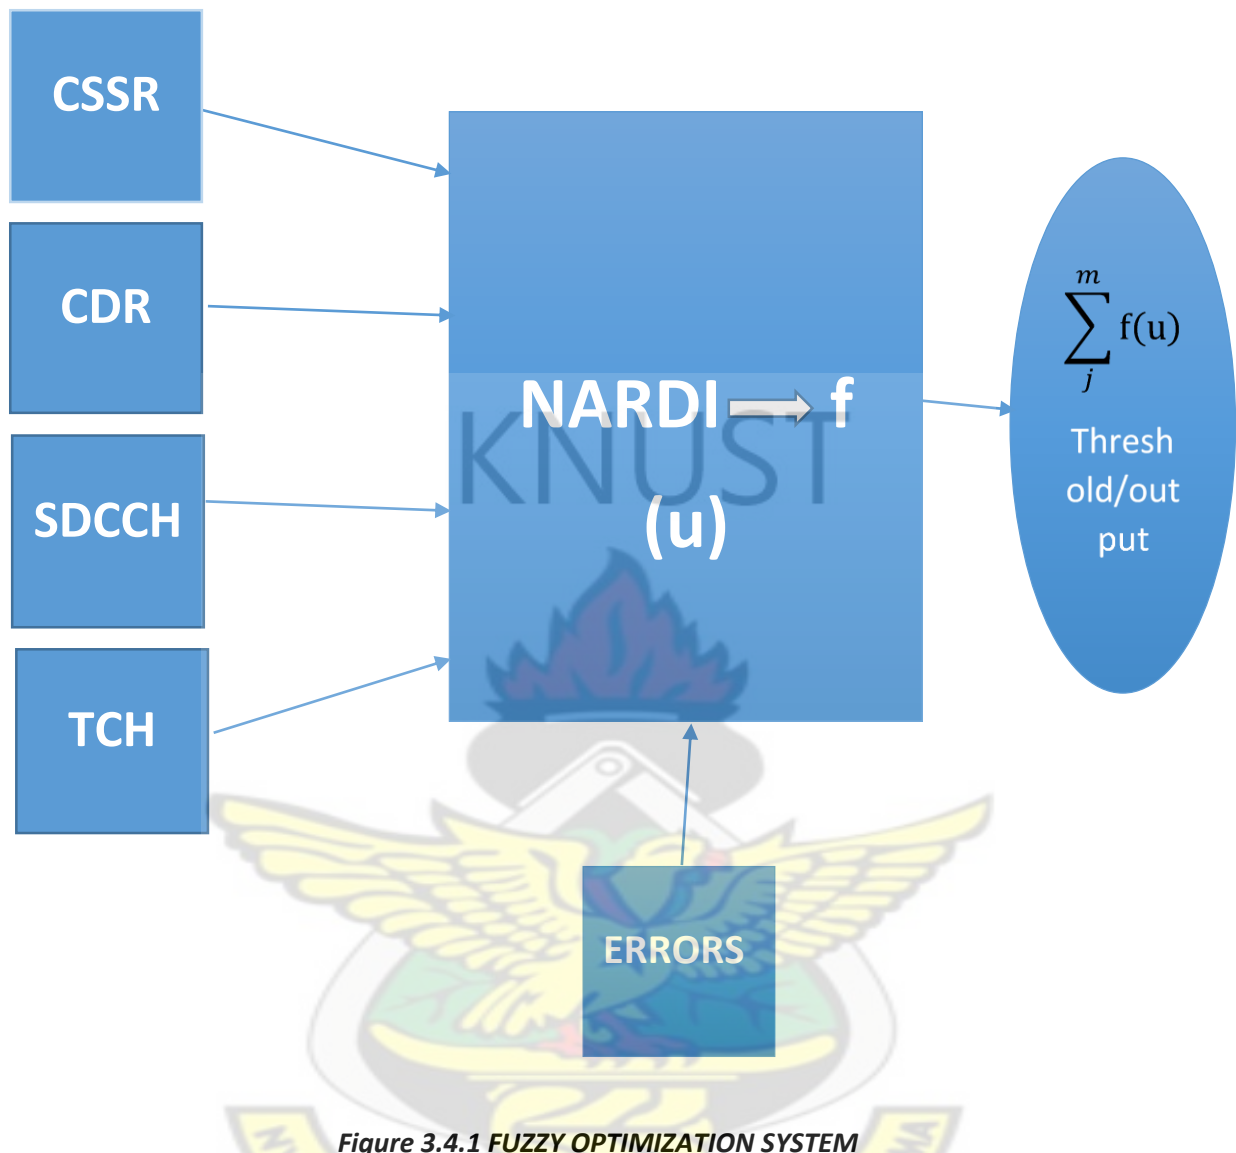 CSSR
CDR
SDCCH
TCH
NARDI → f
(u)
KNUST
ERRORS
m
∑ f(u)
j
Thresh
old/out
put
Figure 3.4.1 FUZZY OPTIMIZATION SYSTEM